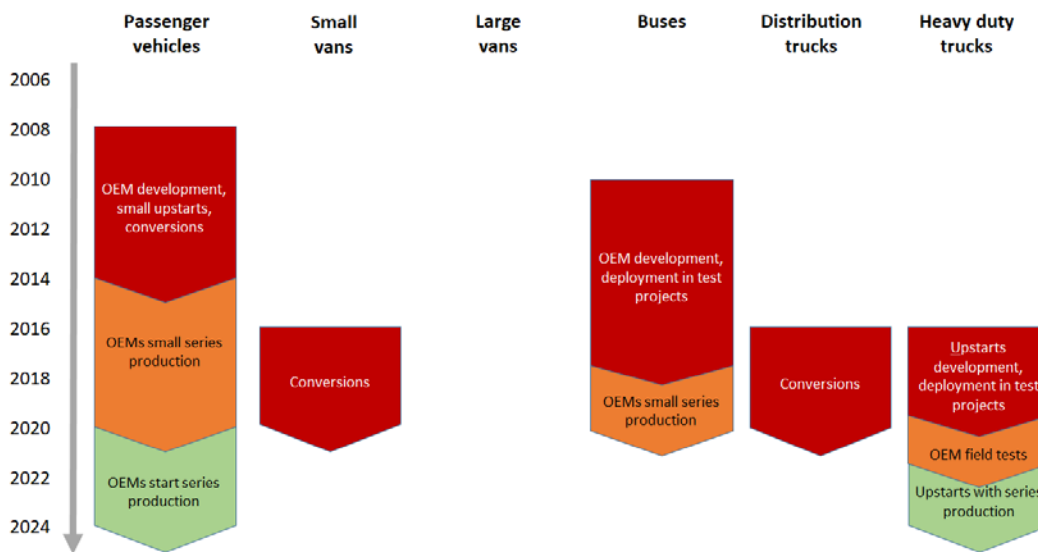 Passenger
vehicles
Small
vans
Large
vans
Buses
Distribution
trucks
Heavy duty
trucks
2006
2008
2010
2012
2014
2016
2018
2020
2022
2024
OEM development,
small upstarts,
conversions
OEMs small series
production
OEMs start series
production
Conversions
OEM development,
deployment in test
projects
OEMs small series
production
Conversions
Upstarts
development,
deployment in test
projects
OEM field tests
Upstarts with series
production